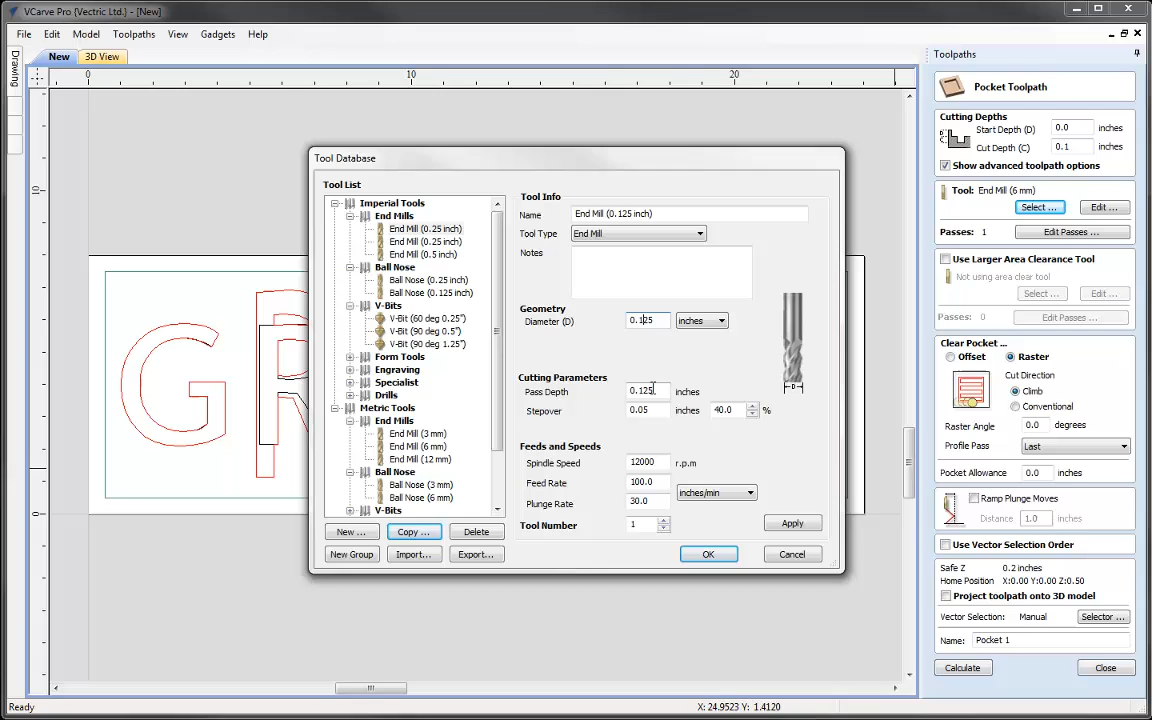 VCarve Pro {Vectric Ltd.} - [New]
File Edit Model Toolpaths View Gadgets Help
New 3D View
Drawing
0 10 20
10
0
G R
Tool Database
Tool List
Imperial Tools
End Mills
End Mill (0.25 inch)
End Mill (0.25 inch)
End Mill (0.5 inch)
Ball Nose
Ball Nose (0.25 inch)
Ball Nose (0.125 inch)
V-Bits
V-Bit (60 deg 0.25")
V-Bit (90 deg 0.5")
V-Bit (90 deg 1.25")
Form Tools
Engraving
Specialist
Drills
Metric Tools
End Mills
End Mill (3 mm)
End Mill (6 mm)
End Mill (12 mm)
Ball Nose
Ball Nose (3 mm)
Ball Nose (6 mm)
V-Bits
New ... Copy ... Delete
New Group Import... Export...
Tool Info
Name End Mill (0.125 inch)
Tool Type End Mill
Notes
Geometry
Diameter (D) 0.125 inches
D
Cutting Parameters
Pass Depth 0.125 inches
Stepover 0.05 inches 40.0 %
Feeds and Speeds
Spindle Speed 12000 r.p.m
Feed Rate 100.0
inches/min
Plunge Rate 30.0
Tool Number 1
Apply
OK Cancel
Toolpaths
Pocket Toolpath
Cutting Depths
Start Depth (D) 0.0 inches
Cut Depth (C) 0.1 inches
Show advanced toolpath options
Tool: End Mill (6 mm)
Select ... Edit ...
Passes: 1 Edit Passes ...
Use Larger Area Clearance Tool
Not using area clear tool
Select ... Edit ...
Passes: 0 Edit Passes ...
Clear Pocket ...
Offset Raster
Cut Direction
Climb
Conventional
Raster Angle 0.0 degrees
Profile Pass Last
Pocket Allowance 0.0 inches
Ramp Plunge Moves
Distance 1.0 inches
Use Vector Selection Order
Safe Z 0.2 inches
Home Position X:0.00 Y:0.00 Z:0.50
Project toolpath onto 3D model
Vector Selection: Manual Selector ...
Name: Pocket 1
Calculate Close
Ready X: 24.9523 Y: 1.4120